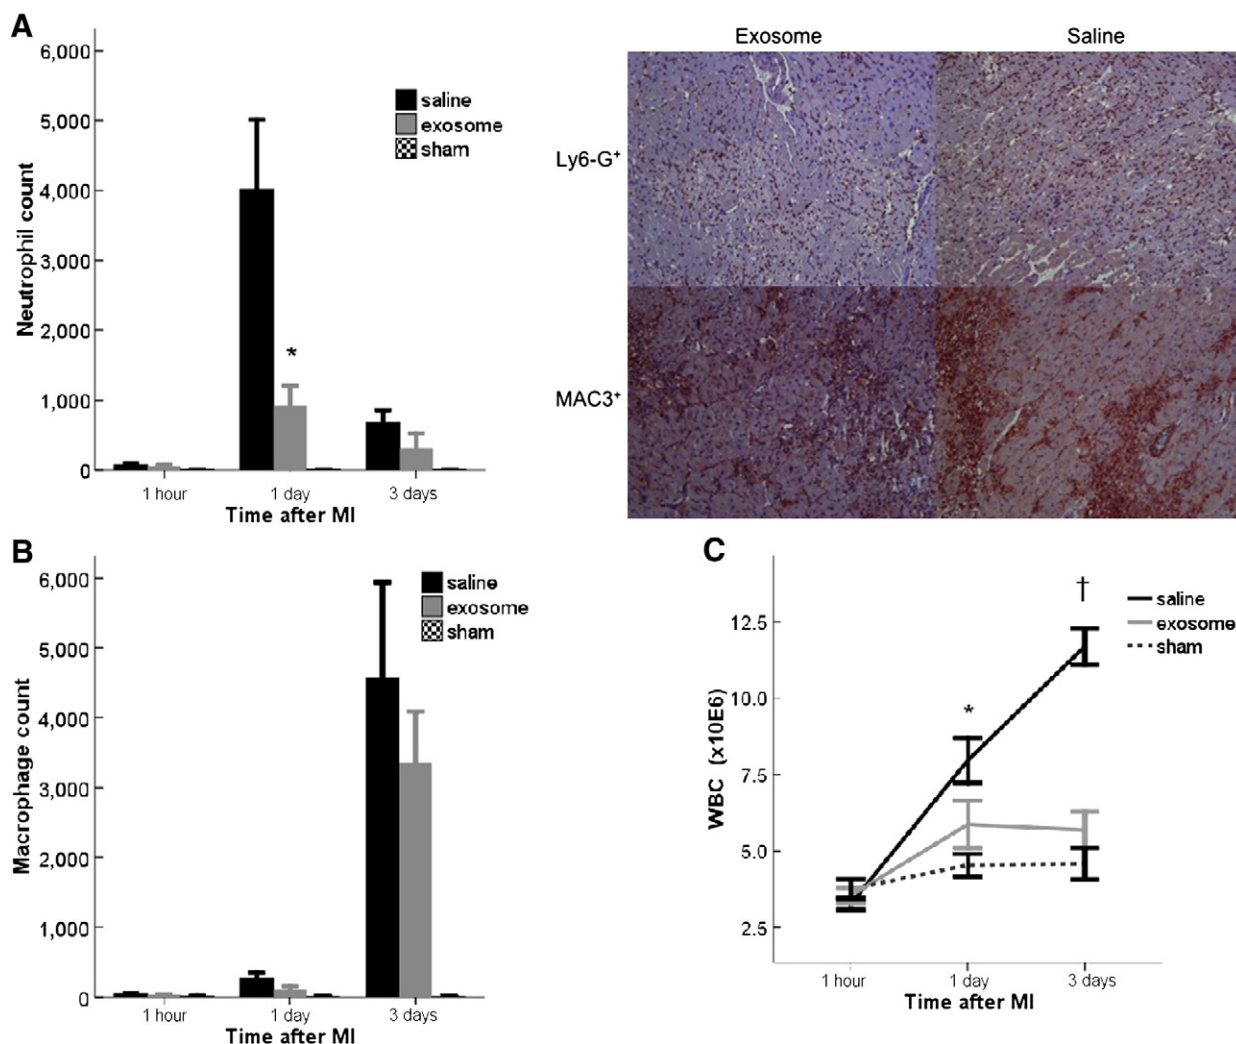 A
Neutrophil count
6,000
5,000
4,000
3,000
2,000
1,000
0
saline
exosome
sham
*
1 hour
1 day
3 days
Time after MI
Exosome
Saline
Ly6-G+
MAC3+
B
Macrophage count
6,000
5,000
4,000
3,000
2,000
1,000
0
saline
exosome
sham
1 hour
1 day
3 days
Time after MI
C
WBC (x10E6)
12.5
10.0
7.5
5.0
2.5
*
†
saline
exosome
sham
1 hour
1 day
3 days
Time after MI